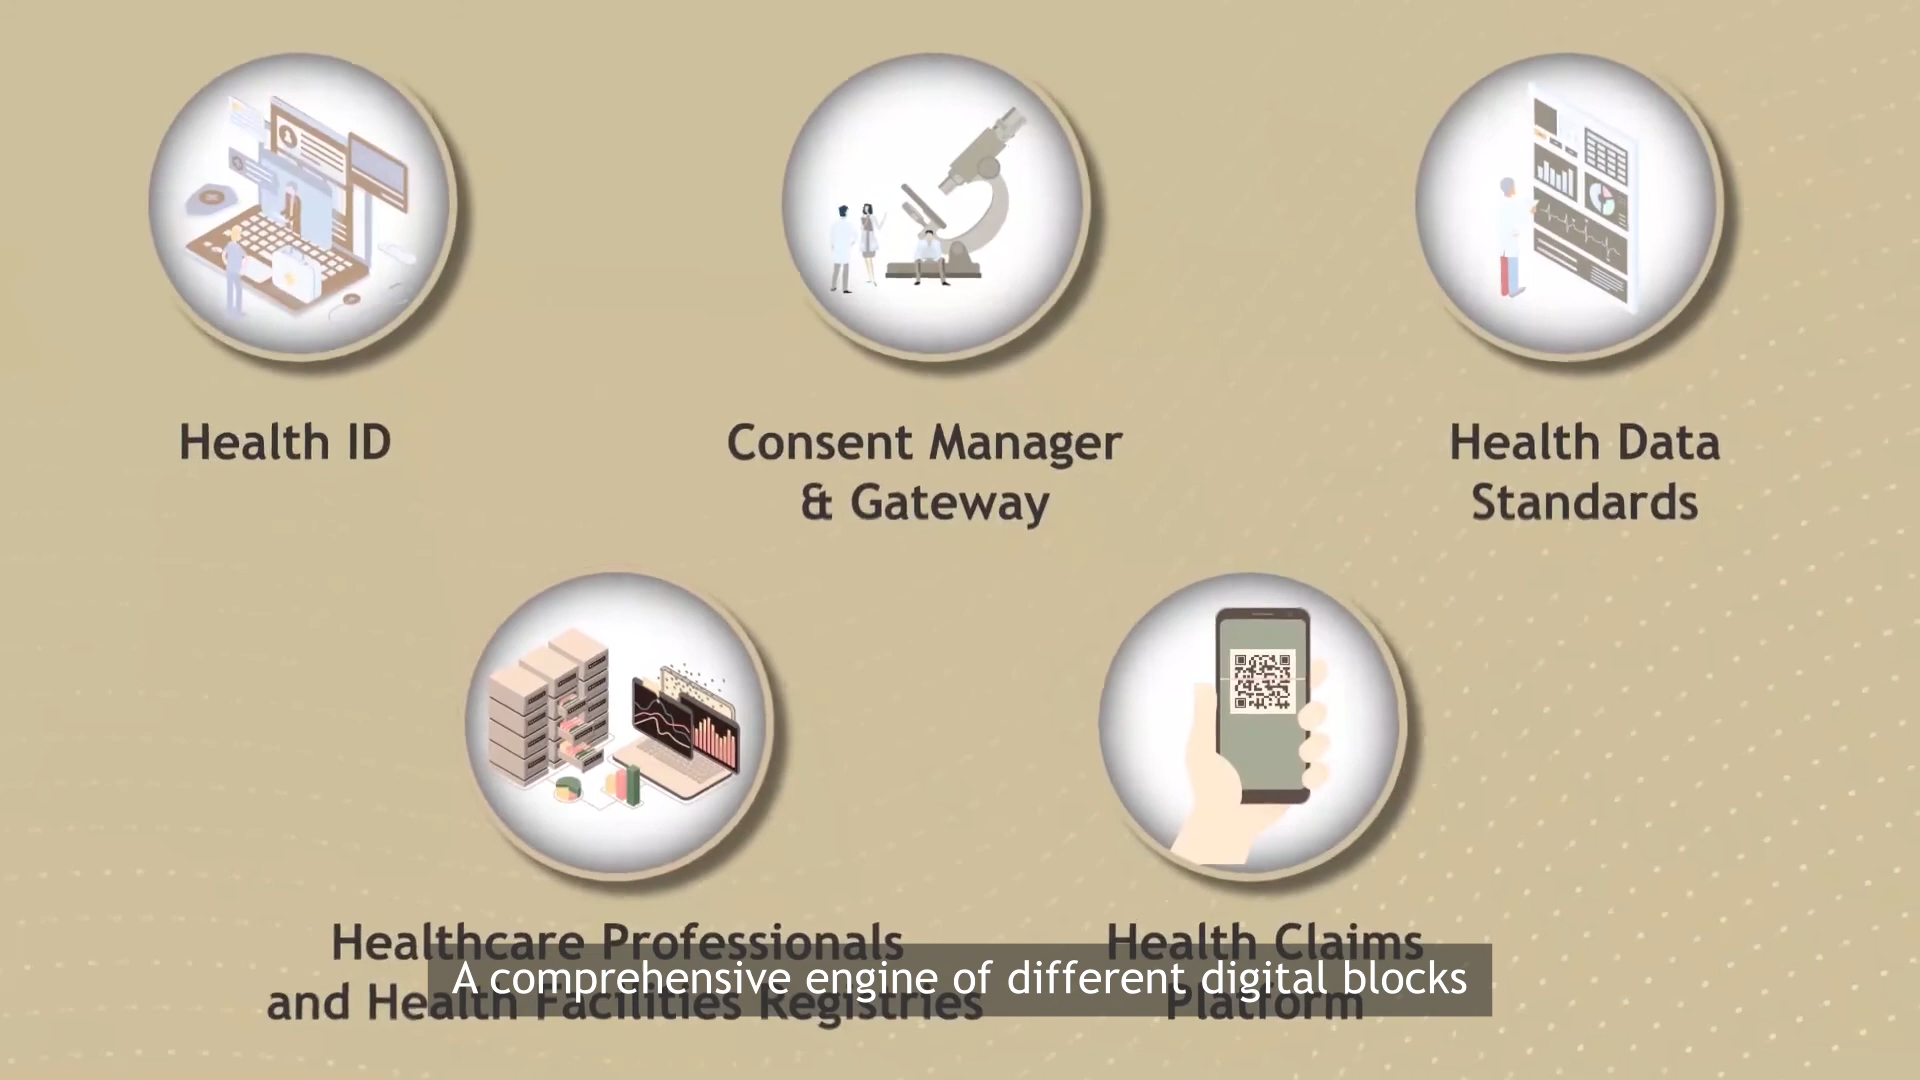 Health ID
Consent Manager
& Gateway
Health Data
Standards
Healthcare Professionals
and Health Facilities Registries
Health Claims
Platform
A comprehensive engine of different digital blocks